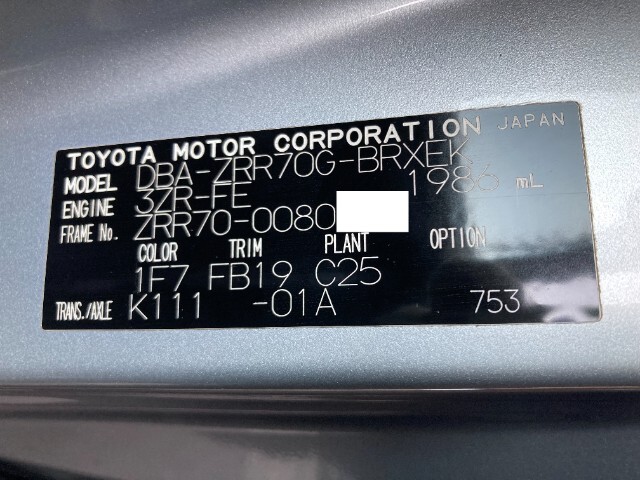 TOYOTA MOTOR CORPORATION JAPAN
MODEL DBA-ZRR70G-BRXEK
ENGINE 3ZR-FE 1986 mL
FRAME No. ZRR70-0080
COLOR TRIM PLANT OPTION
1F7 FB19 C25
TRANS./AXLE K111 -01A 753